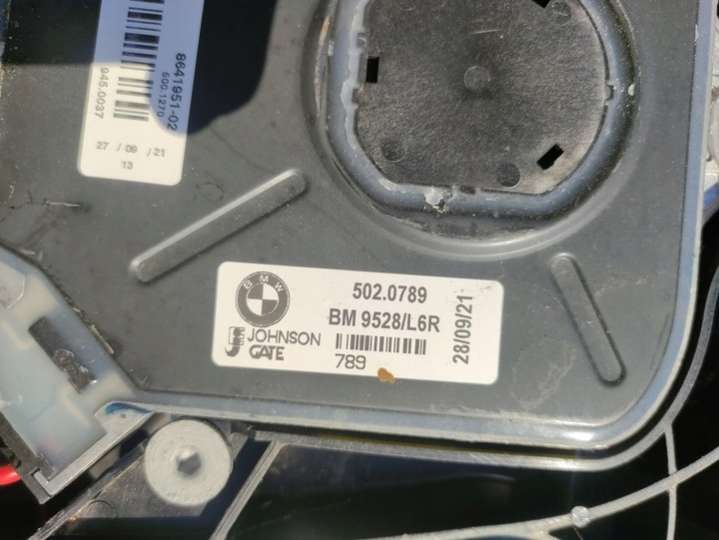 8641951-02
500.1270
945.0037
27 / 09 / 21
13
BMW
502.0789
BM 9528/L6R
JOHNSON
GATE
789
28/09/21